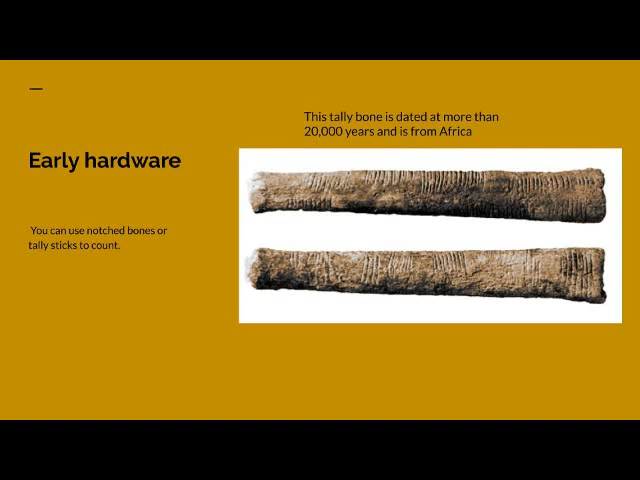 Early hardware
You can use notched bones or
tally sticks to count.
This tally bone is dated at more than
20,000 years and is from Africa